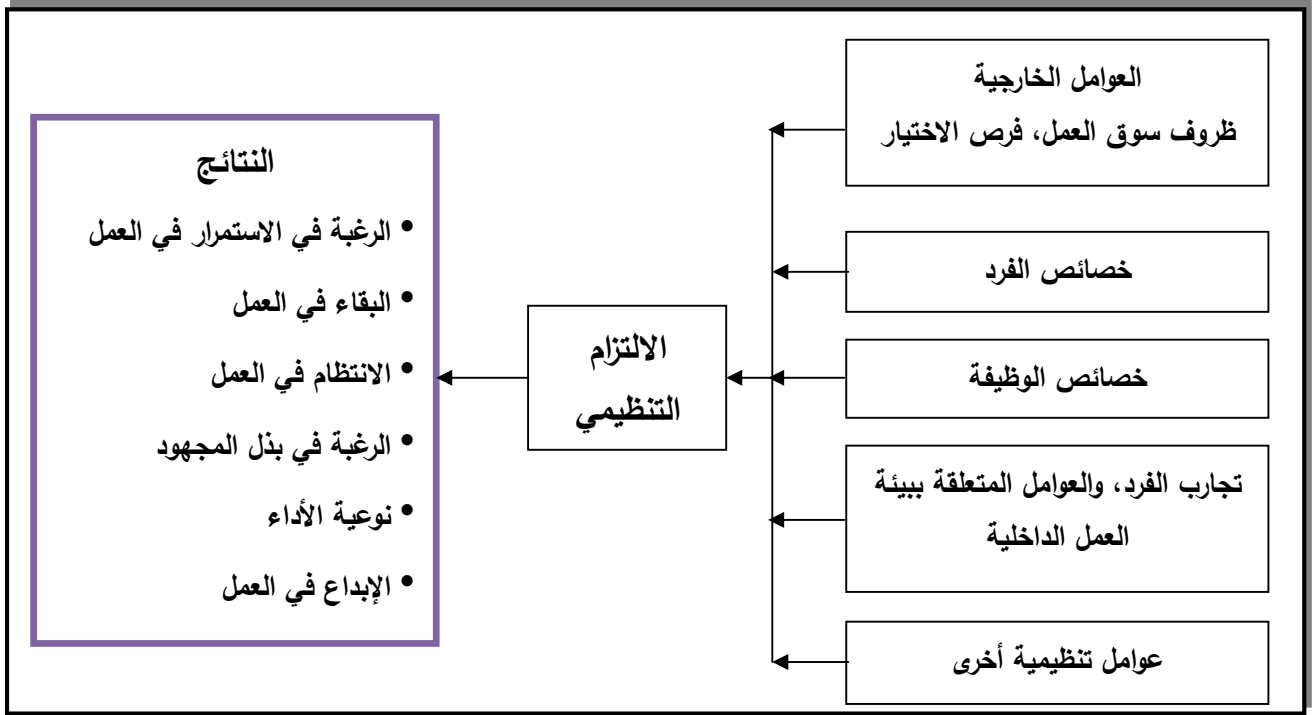 العوامل الخارجية
ظروف سوق العمل، فرص الاختيار
خصائص الفرد
خصائص الوظيفة
تجارب الفرد، والعوامل المتعلقة ببيئة
العمل الداخلية
عوامل تنظيمية أخرى
الالتزام
التنظيمي
النتائج
• الرغبة في الاستمرار في العمل
• البقاء في العمل
• الانتظام في العمل
• الرغبة في بذل المجهود
• نوعية الأداء
• الإبداع في العمل